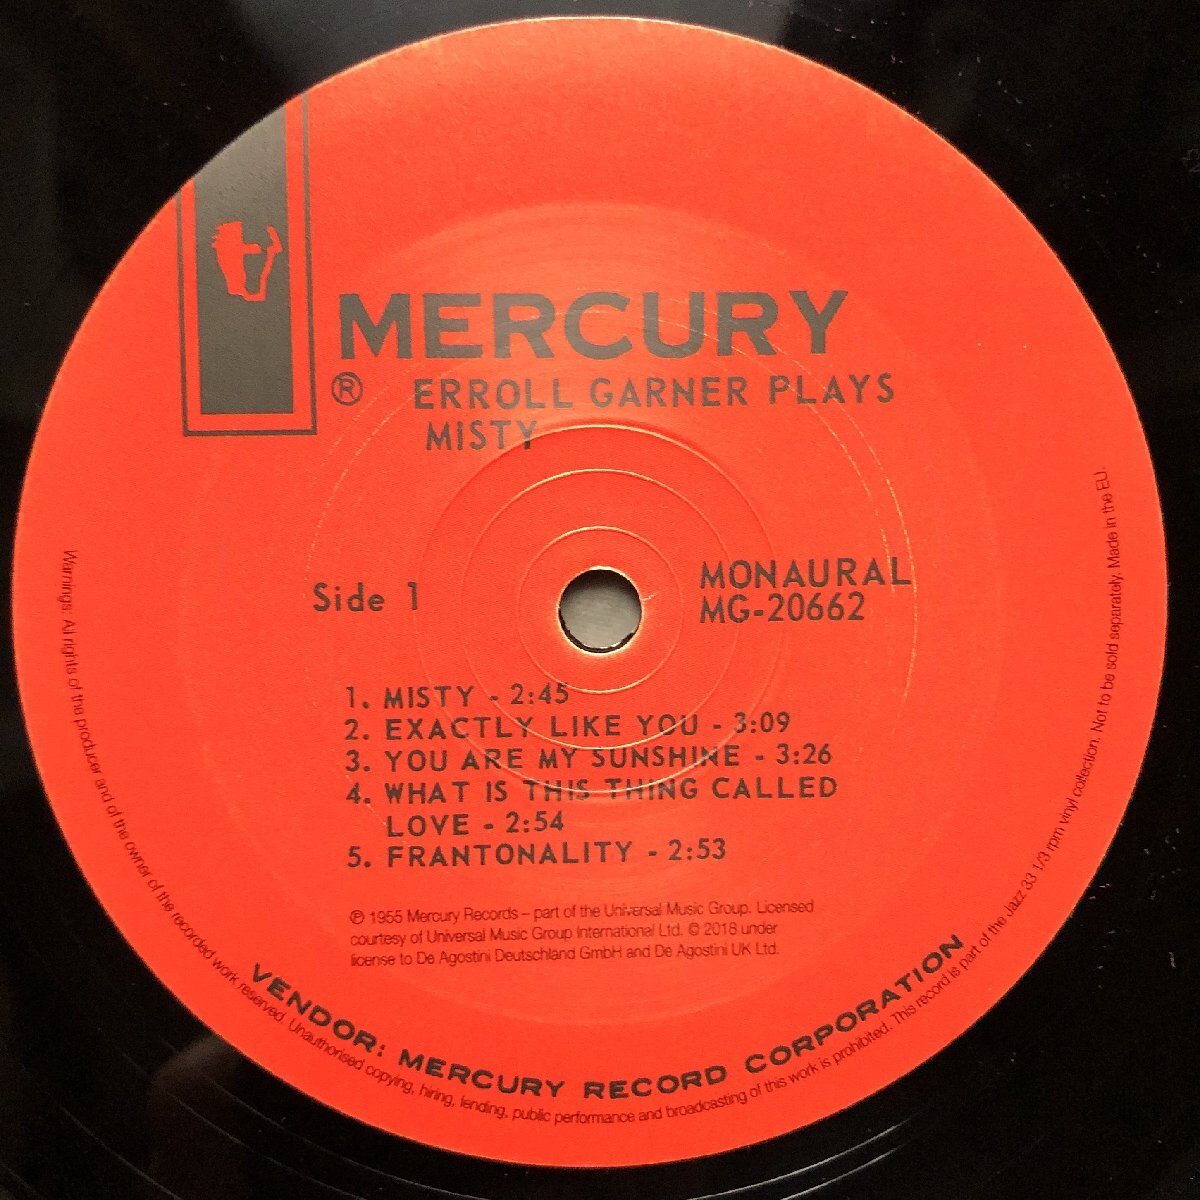 MERCURY
® ERROLL GARNER PLAYS
MISTY
Side 1
MONAURAL
MG-20662
1. MISTY - 2:45
2. EXACTLY LIKE YOU - 3:09
3. YOU ARE MY SUNSHINE - 3:26
4. WHAT IS THIS THING CALLED
LOVE - 2:54
5. FRANTONALITY - 2:53
℗ 1955 Mercury Records – part of the Universal Music Group. Licensed
courtesy of Universal Music Group International Ltd. © 2018 under
license to De Agostini Deutschland GmbH and De Agostini UK Ltd.
VENDOR: MERCURY RECORD CORPORATION
Warnings: All rights of the producer and of the owner of the recorded work reserved. Unauthorised copying, hiring, lending, public performance and broadcasting of this work is prohibited. This record is part of the Jazz 33 1/3 rpm vinyl collection. Not to be sold separately. Made in the EU.